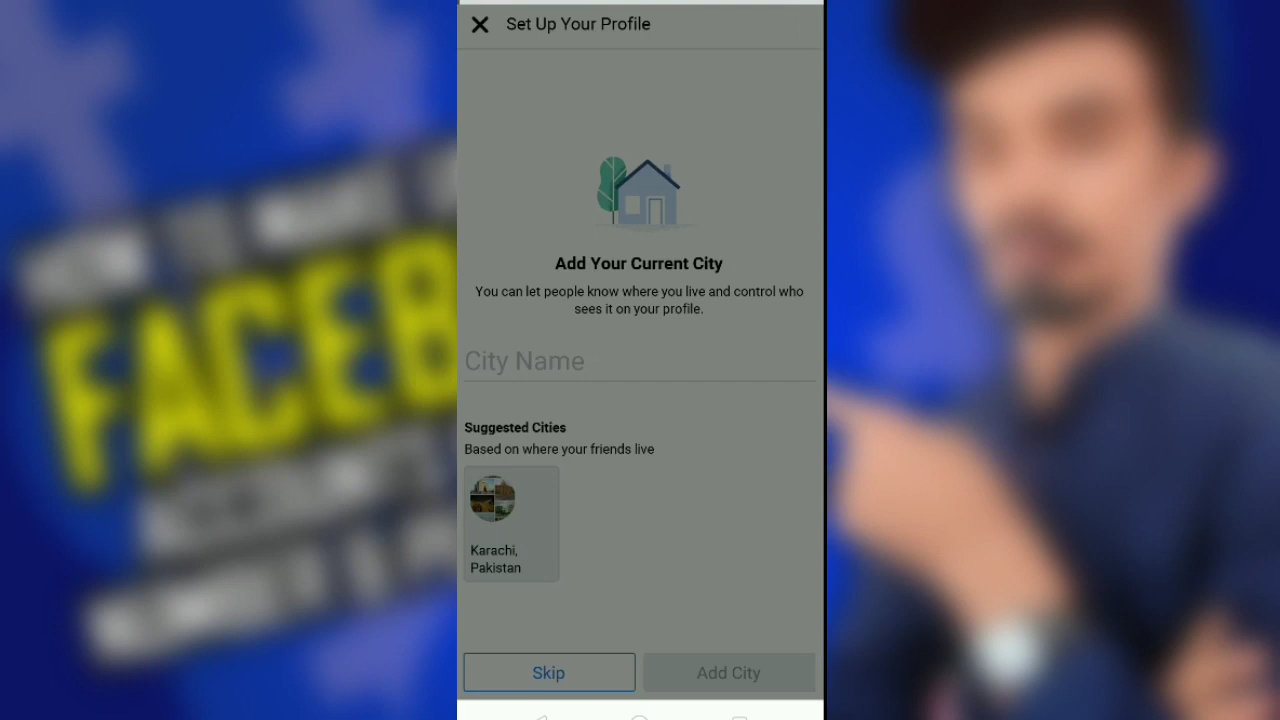 Set Up Your Profile
Add Your Current City
You can let people know where you live and control who
sees it on your profile.
City Name
Suggested Cities
Based on where your friends live
Karachi,
Pakistan
Skip
Add City
FACEB